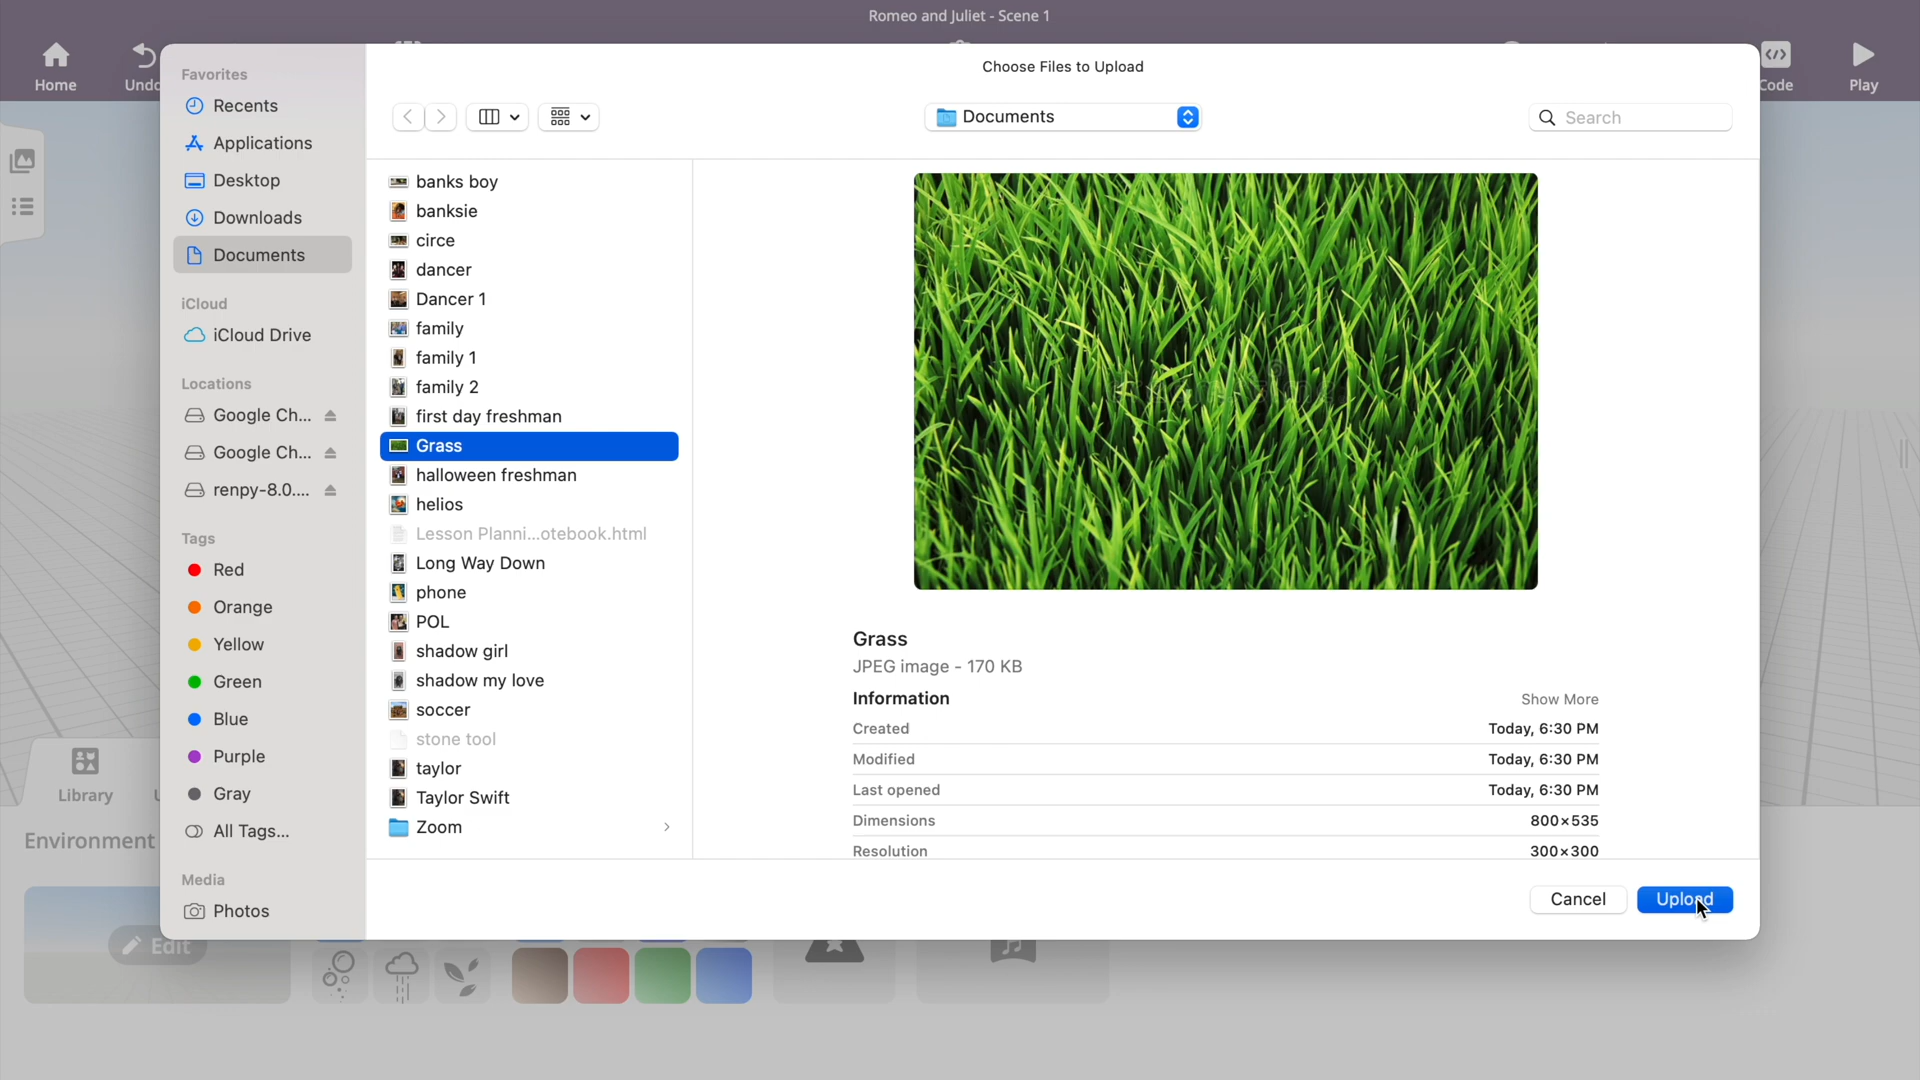 Romeo and Juliet - Scene 1
Home
Undo
Code
Play
Choose Files to Upload
Documents
Search
Favorites
Recents
Applications
Desktop
Downloads
Documents
iCloud
iCloud Drive
Locations
Google Ch...
Google Ch...
renpy-8.0....
Tags
Red
Orange
Yellow
Green
Blue
Purple
Gray
All Tags...
Media
Photos
banks boy
banksie
circe
dancer
Dancer 1
family
family 1
family 2
first day freshman
Grass
halloween freshman
helios
Lesson Planni...otebook.html
Long Way Down
phone
POL
shadow girl
shadow my love
soccer
stone tool
taylor
Taylor Swift
Zoom
Grass
JPEG image - 170 KB
Information
Show More
Created Today, 6:30 PM
Modified Today, 6:30 PM
Last opened Today, 6:30 PM
Dimensions 800×535
Resolution 300×300
Cancel
Upload
Library
Environment
Edit